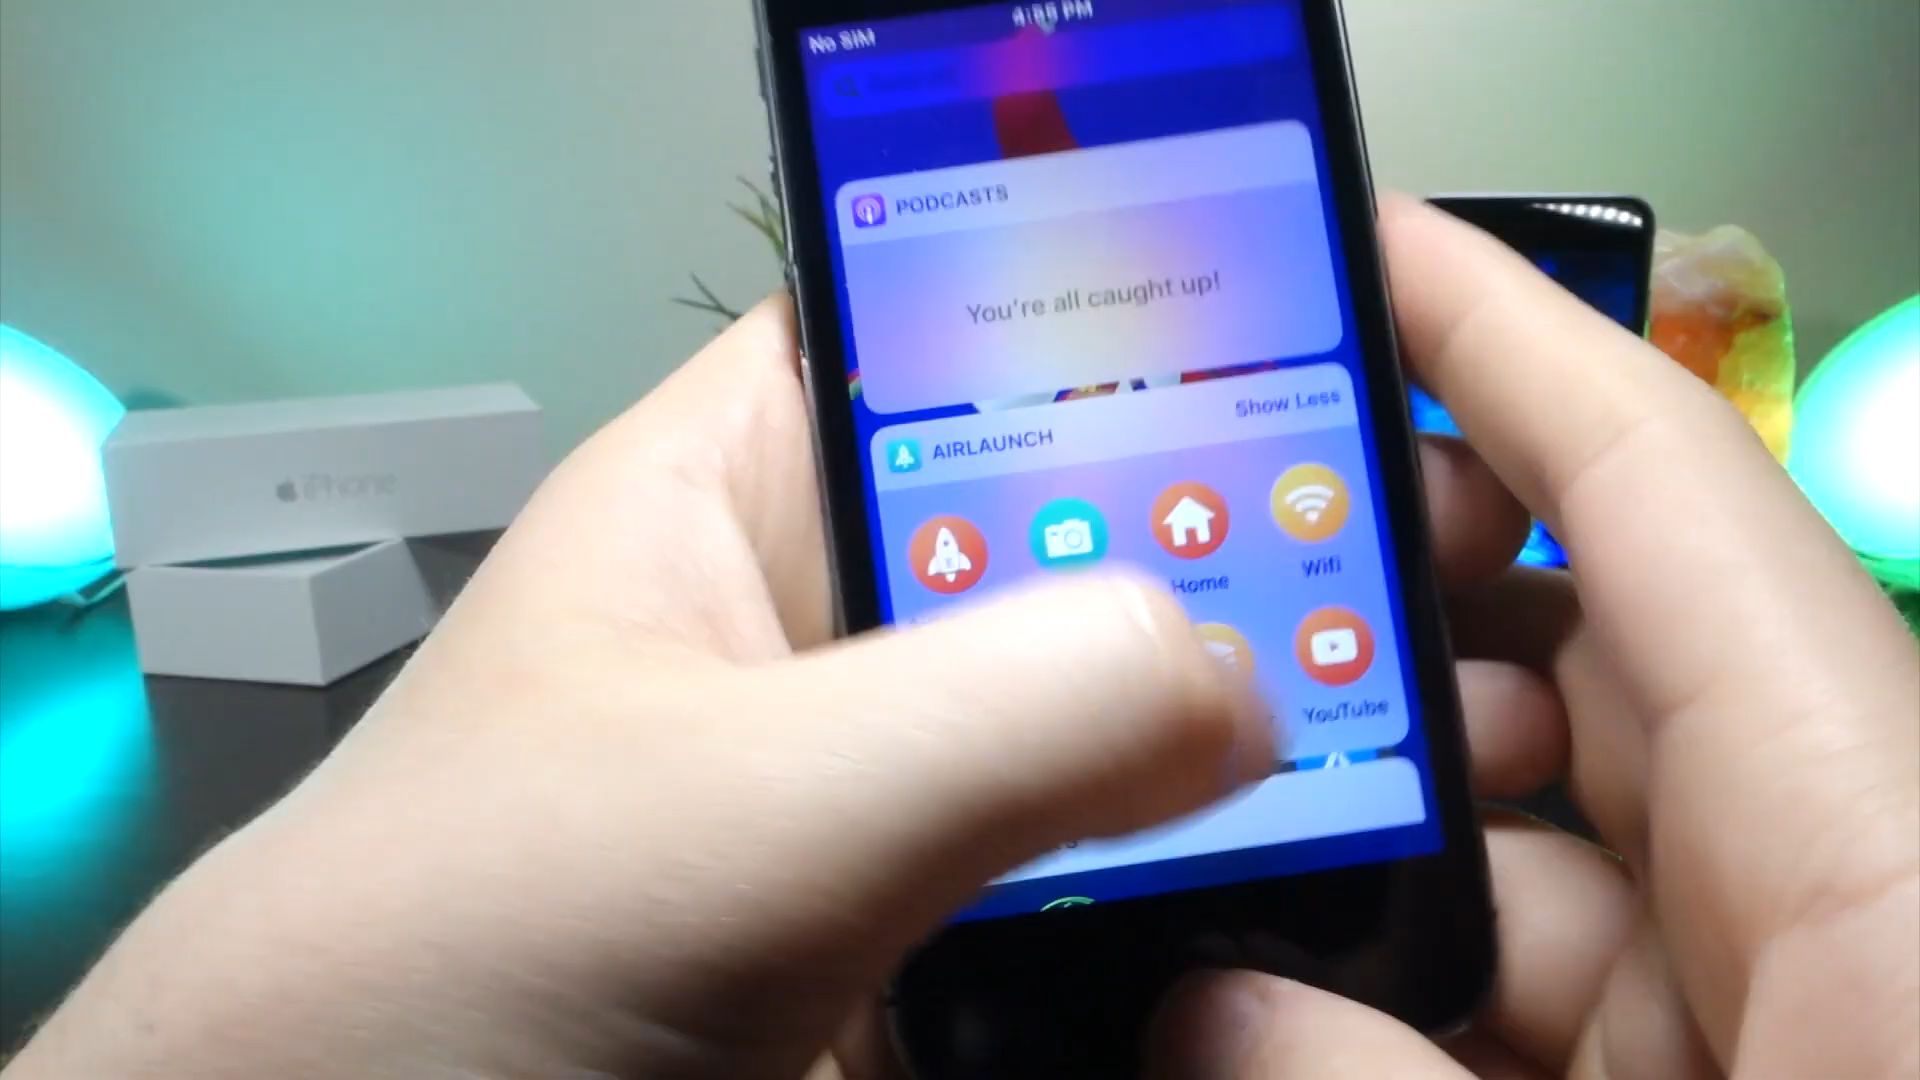 No SIM
PODCASTS
You're all caught up!
Show Less
AIRLAUNCH
Home
Wifi
YouTube
iPhone